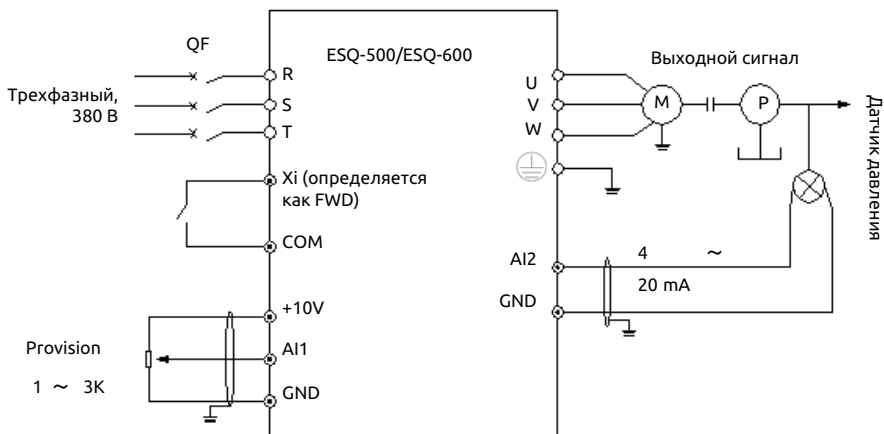 QF
ESQ-500/ESQ-600
Трехфазный,
380 В
R
S
T
U
V
W
Выходной сигнал
M
P
Датчик давления
Xi (определяется
как FWD)
COM
AI2
4 ~
20 mA
GND
+10V
Provision
1 ~ 3K
AI1
GND